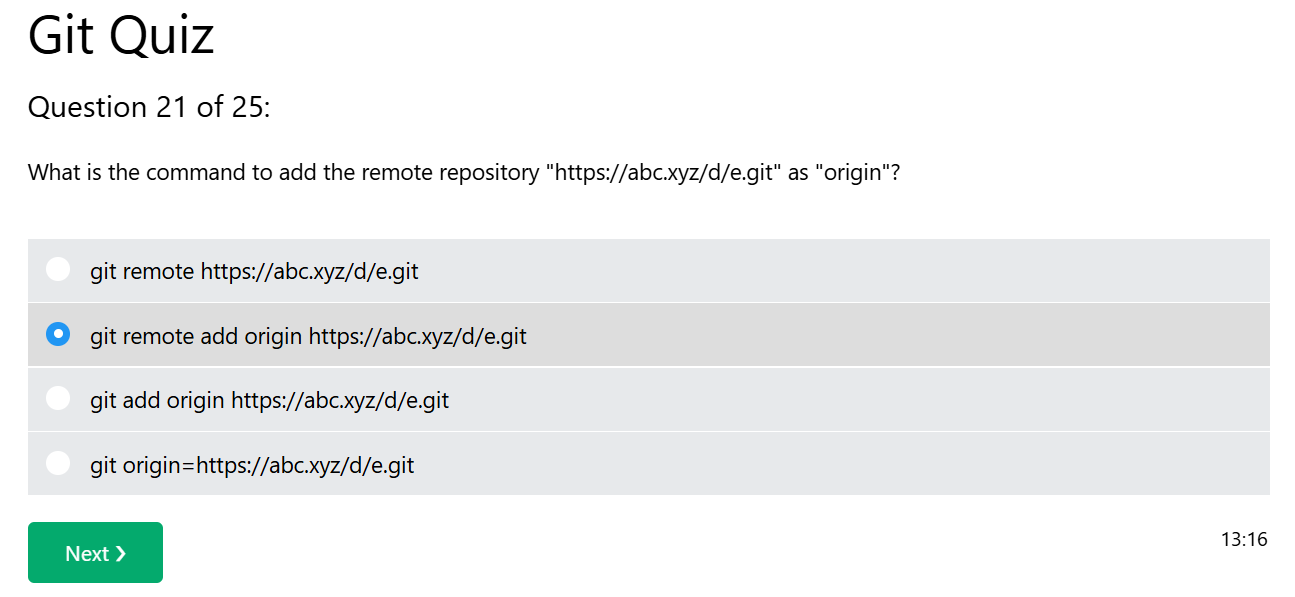 Git Quiz
Question 21 of 25:
What is the command to add the remote repository "https://abc.xyz/d/e.git" as "origin"?
git remote https://abc.xyz/d/e.git
git remote add origin https://abc.xyz/d/e.git
git add origin https://abc.xyz/d/e.git
git origin=https://abc.xyz/d/e.git
Next ❯
13:16